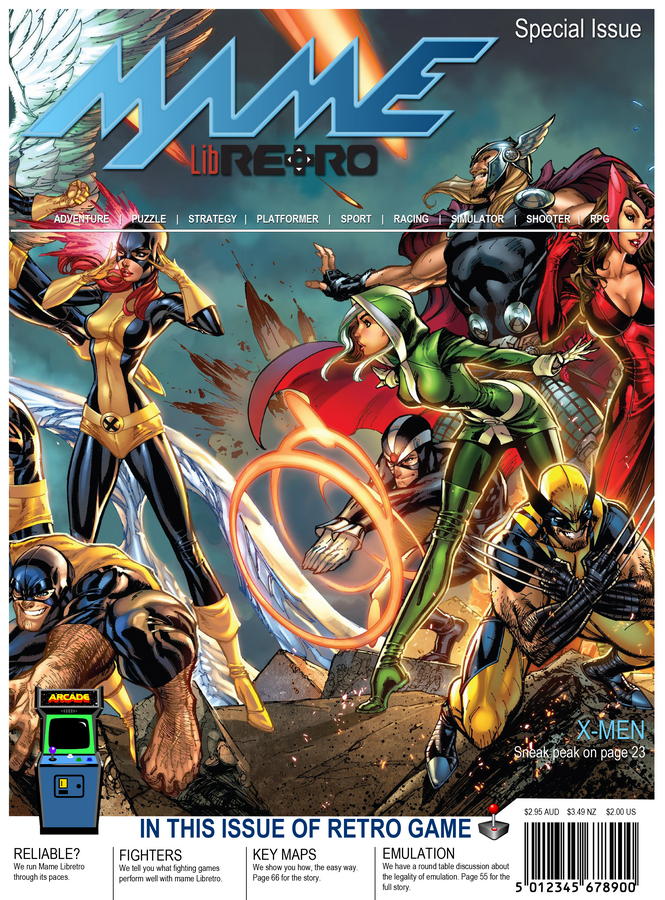 Special Issue
MAME
LibRETRO
ADVENTURE | PUZZLE | STRATEGY | PLATFORMER | SPORT | RACING | SIMULATOR | SHOOTER | RPG
X-MEN
Sneak peak on page 23
ARCADE
IN THIS ISSUE OF RETRO GAME
$2.95 AUD $3.49 NZ $2.00 US
RELIABLE?
We run Mame Libretro
through its paces.
FIGHTERS
We tell you what fighting games
perform well with mame Libretro.
KEY MAPS
We show you how, the easy way.
Page 66 for the story.
EMULATION
We have a round table discussion about
the legality of emulation. Page 55 for the
full story.
5 012345 678900